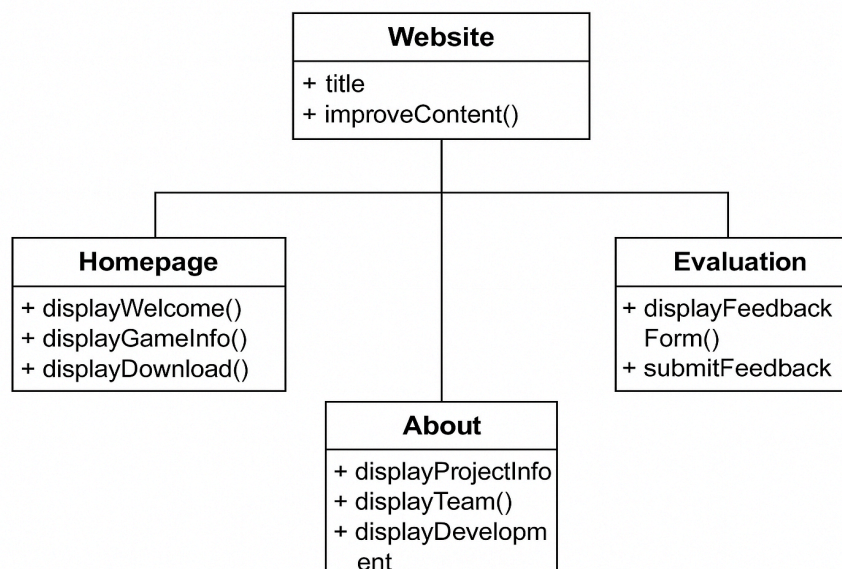 Website
+ title
+ improveContent()
Homepage
+ displayWelcome()
+ displayGameInfo()
+ displayDownload()
Evaluation
+ displayFeedback
Form()
+ submitFeedback
About
+ displayProjectInfo
+ displayTeam()
+ displayDevelopm
ent